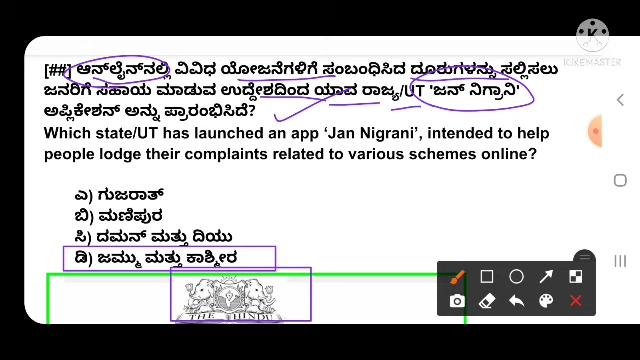 KINEMASTER
[##] ಆನ್‌ಲೈನ್‌ನಲ್ಲಿ ವಿವಿಧ ಯೋಜನೆಗಳಿಗೆ ಸಂಬಂಧಿಸಿದ ದೂರುಗಳನ್ನು ಸಲ್ಲಿಸಲು
ಜನರಿಗೆ ಸಹಾಯ ಮಾಡುವ ಉದ್ದೇಶದಿಂದ ಯಾವ ರಾಜ್ಯ/UT 'ಜನ್ ನಿಗ್ರಾನಿ'
ಅಪ್ಲಿಕೇಶನ್ ಅನ್ನು ಪ್ರಾರಂಭಿಸಿದೆ?
Which state/UT has launched an app ‘Jan Nigrani’, intended to help
people lodge their complaints related to various schemes online?
ಎ) ಗುಜರಾತ್
ಬಿ) ಮಣಿಪುರ
ಸಿ) ದಮನ್ ಮತ್ತು ದಿಯು
ಡಿ) ಜಮ್ಮು ಮತ್ತು ಕಾಶ್ಮೀರ
THE HINDU